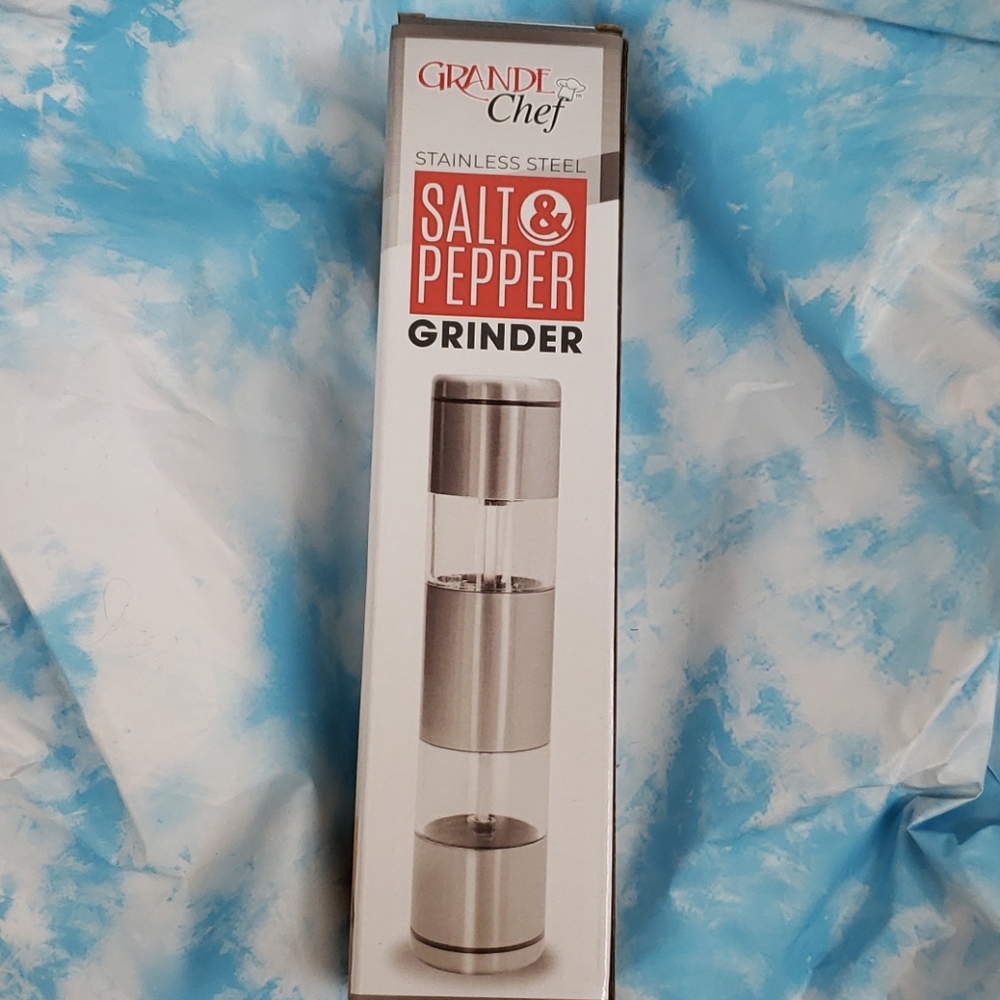 GRANDE
Chef
STAINLESS STEEL
SALT &
PEPPER
GRINDER